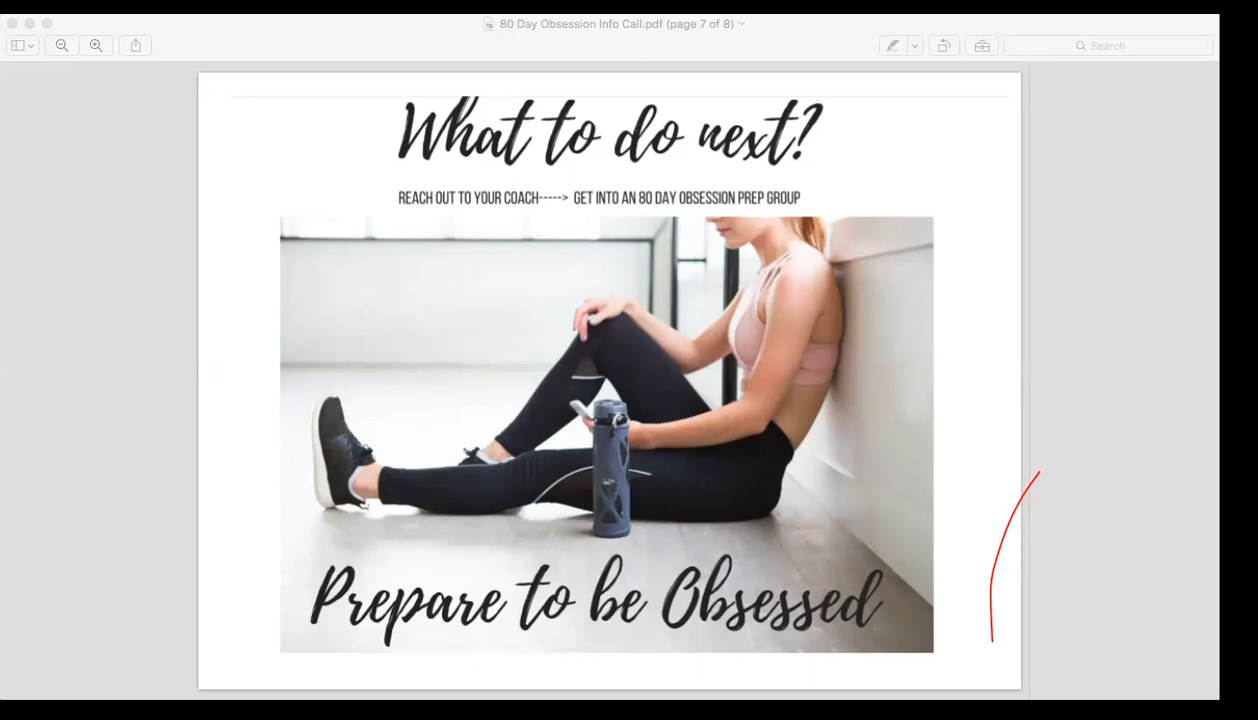 80 Day Obsession Info Call.pdf (page 7 of 8)
Search
What to do next?
REACH OUT TO YOUR COACH-----> GET INTO AN 80 DAY OBSESSION PREP GROUP
Prepare to be Obsessed